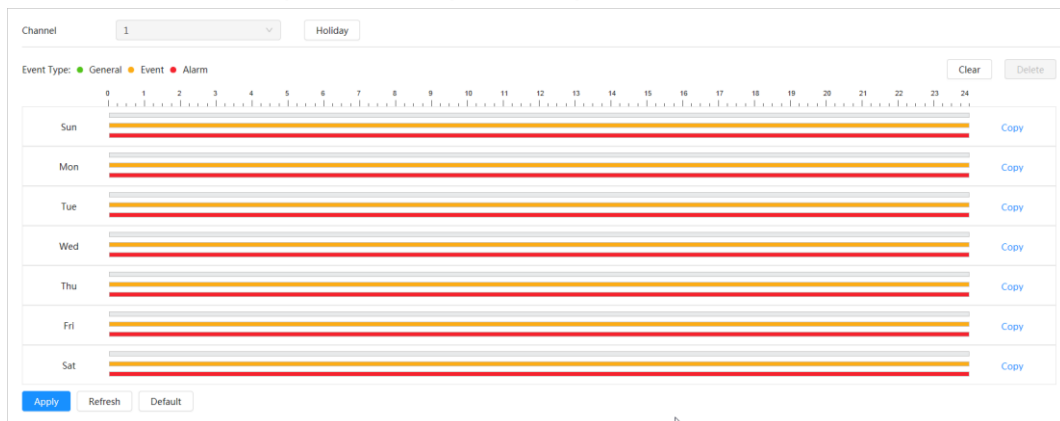 Channel 1 Holiday
Event Type: General Event Alarm Clear Delete
0 1 2 3 4 5 6 7 8 9 10 11 12 13 14 15 16 17 18 19 20 21 22 23 24
Sun Copy
Mon Copy
Tue Copy
Wed Copy
Thu Copy
Fri Copy
Sat Copy
Apply Refresh Default